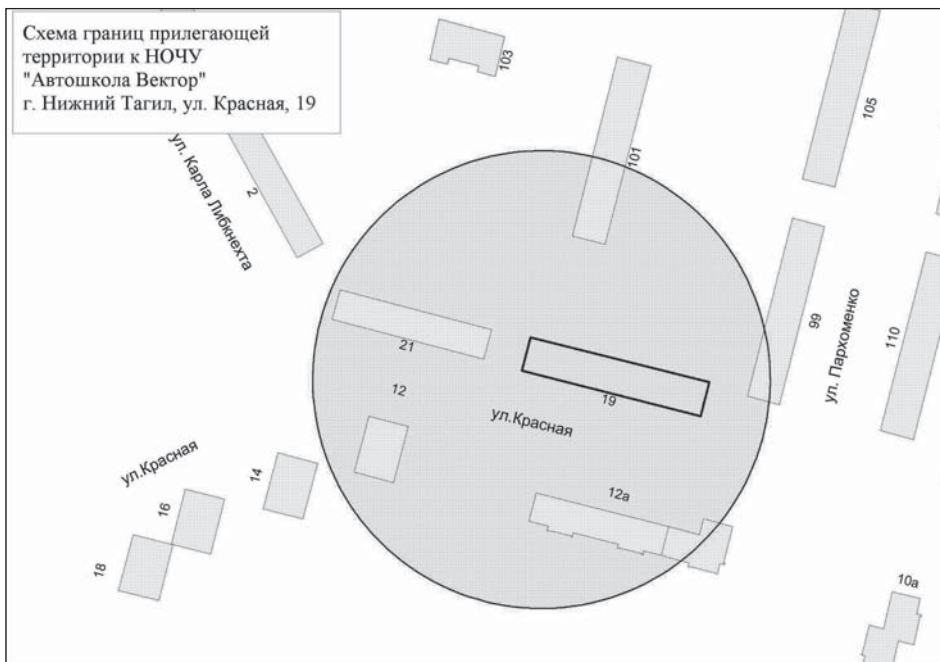 Схема границ прилегающей
территории к НОЧУ
"Автошкола Вектор"
г. Нижний Тагил, ул. Красная, 19
103
105
101
ул. Карла Либкнехта
2
99
ул. Пархоменко
110
21
12
19
ул.Красная
ул.Красная
14
12а
16
18
10а